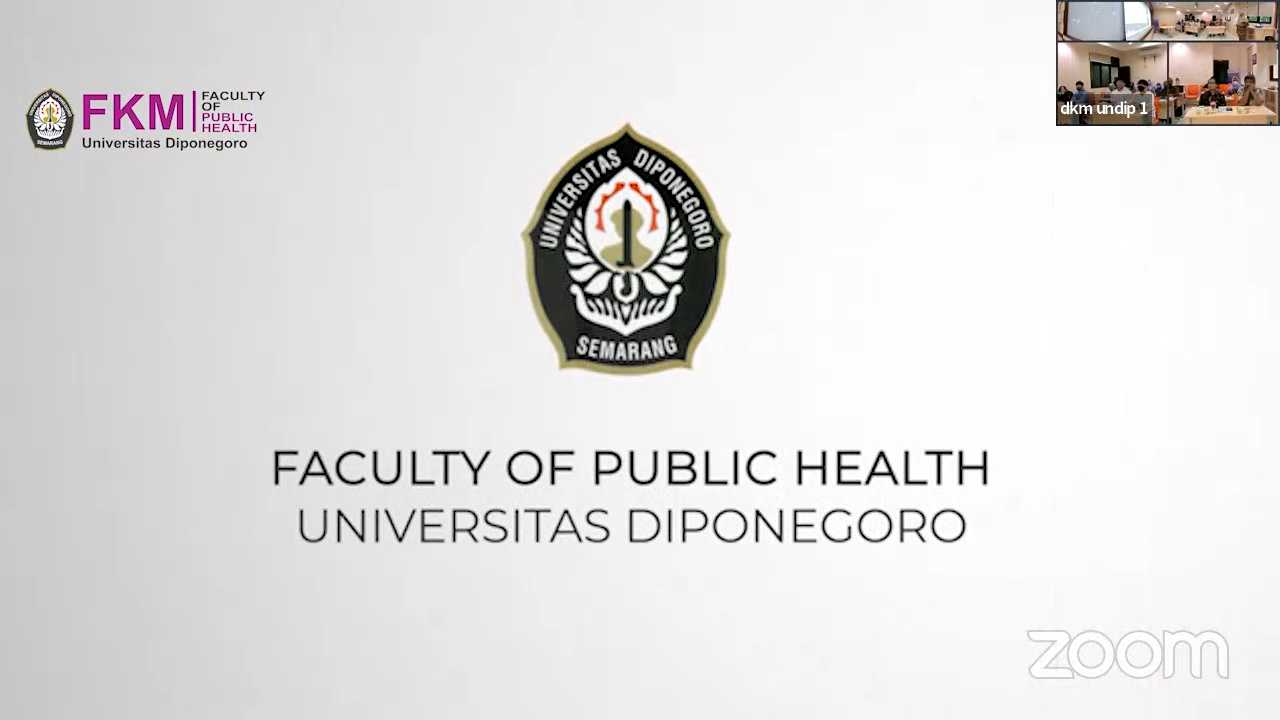 FKM
FACULTY
OF
PUBLIC
HEALTH
Universitas Diponegoro
SEMARANG
dkm undip 1
UNIVERSITAS DIPONEGORO
SEMARANG
FACULTY OF PUBLIC HEALTH
UNIVERSITAS DIPONEGORO
zoom